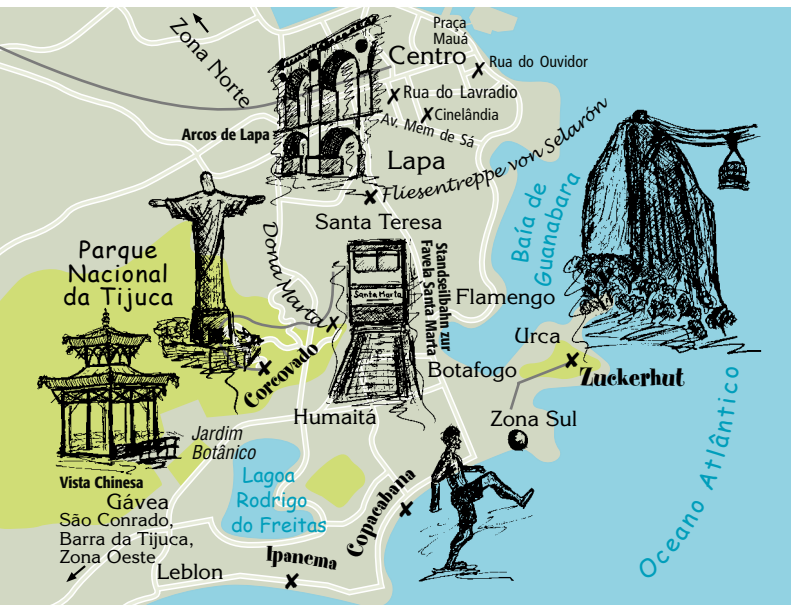 Praça
Mauá
Zona Norte
Centro
Rua do Ouvidor
Rua do Lavradio
Cinelândia
Arcos de Lapa
Av. Mem de Sá
Lapa
Fliesentreppe von Selarón
Santa Teresa
Baía de
Guanabara
Parque
Nacional
da Tijuca
Dona Marta
Santa Marta
Standseilbahn zur
Favela Santa Marta
Flamengo
Urca
Corcovado
Botafogo
Zuckerhut
Humaitá
Zona Sul
Jardim
Botânico
Vista Chinesa
Gávea
São Conrado,
Barra da Tijuca,
Zona Oeste
Lagoa
Rodrigo
do Freitas
Copacabana
Oceano Atlântico
Ipanema
Leblon